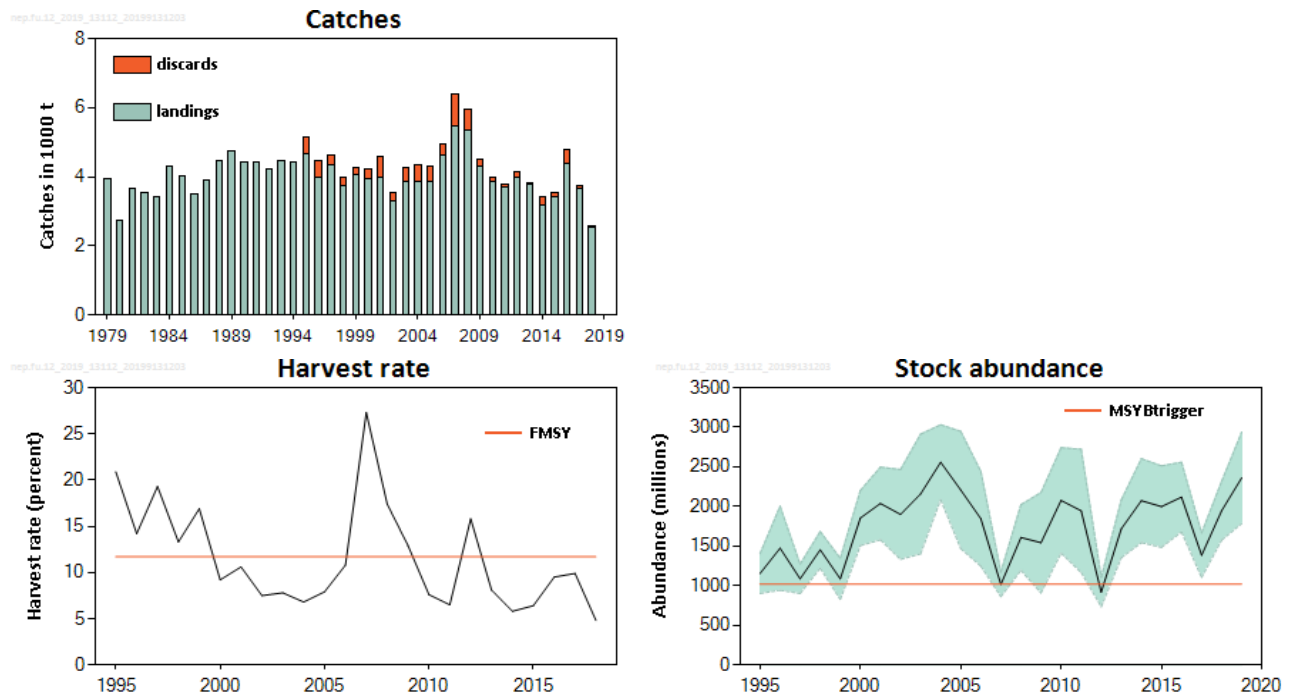 nep.fu.12_2019_13112_20199131203
Catches
8
6
4
2
0
Catches in 1000 t
discards
landings
1979 1984 1989 1994 1999 2004 2009 2014 2019
nep.fu.12_2019_13112_20199131203
Harvest rate
30
25
20
15
10
5
0
Harvest rate (percent)
FMSY
1995 2000 2005 2010 2015
nep.fu.12_2019_13112_20199131203
Stock abundance
3500
3000
2500
2000
1500
1000
500
0
Abundance (millions)
MSYBtrigger
1995 2000 2005 2010 2015 2020